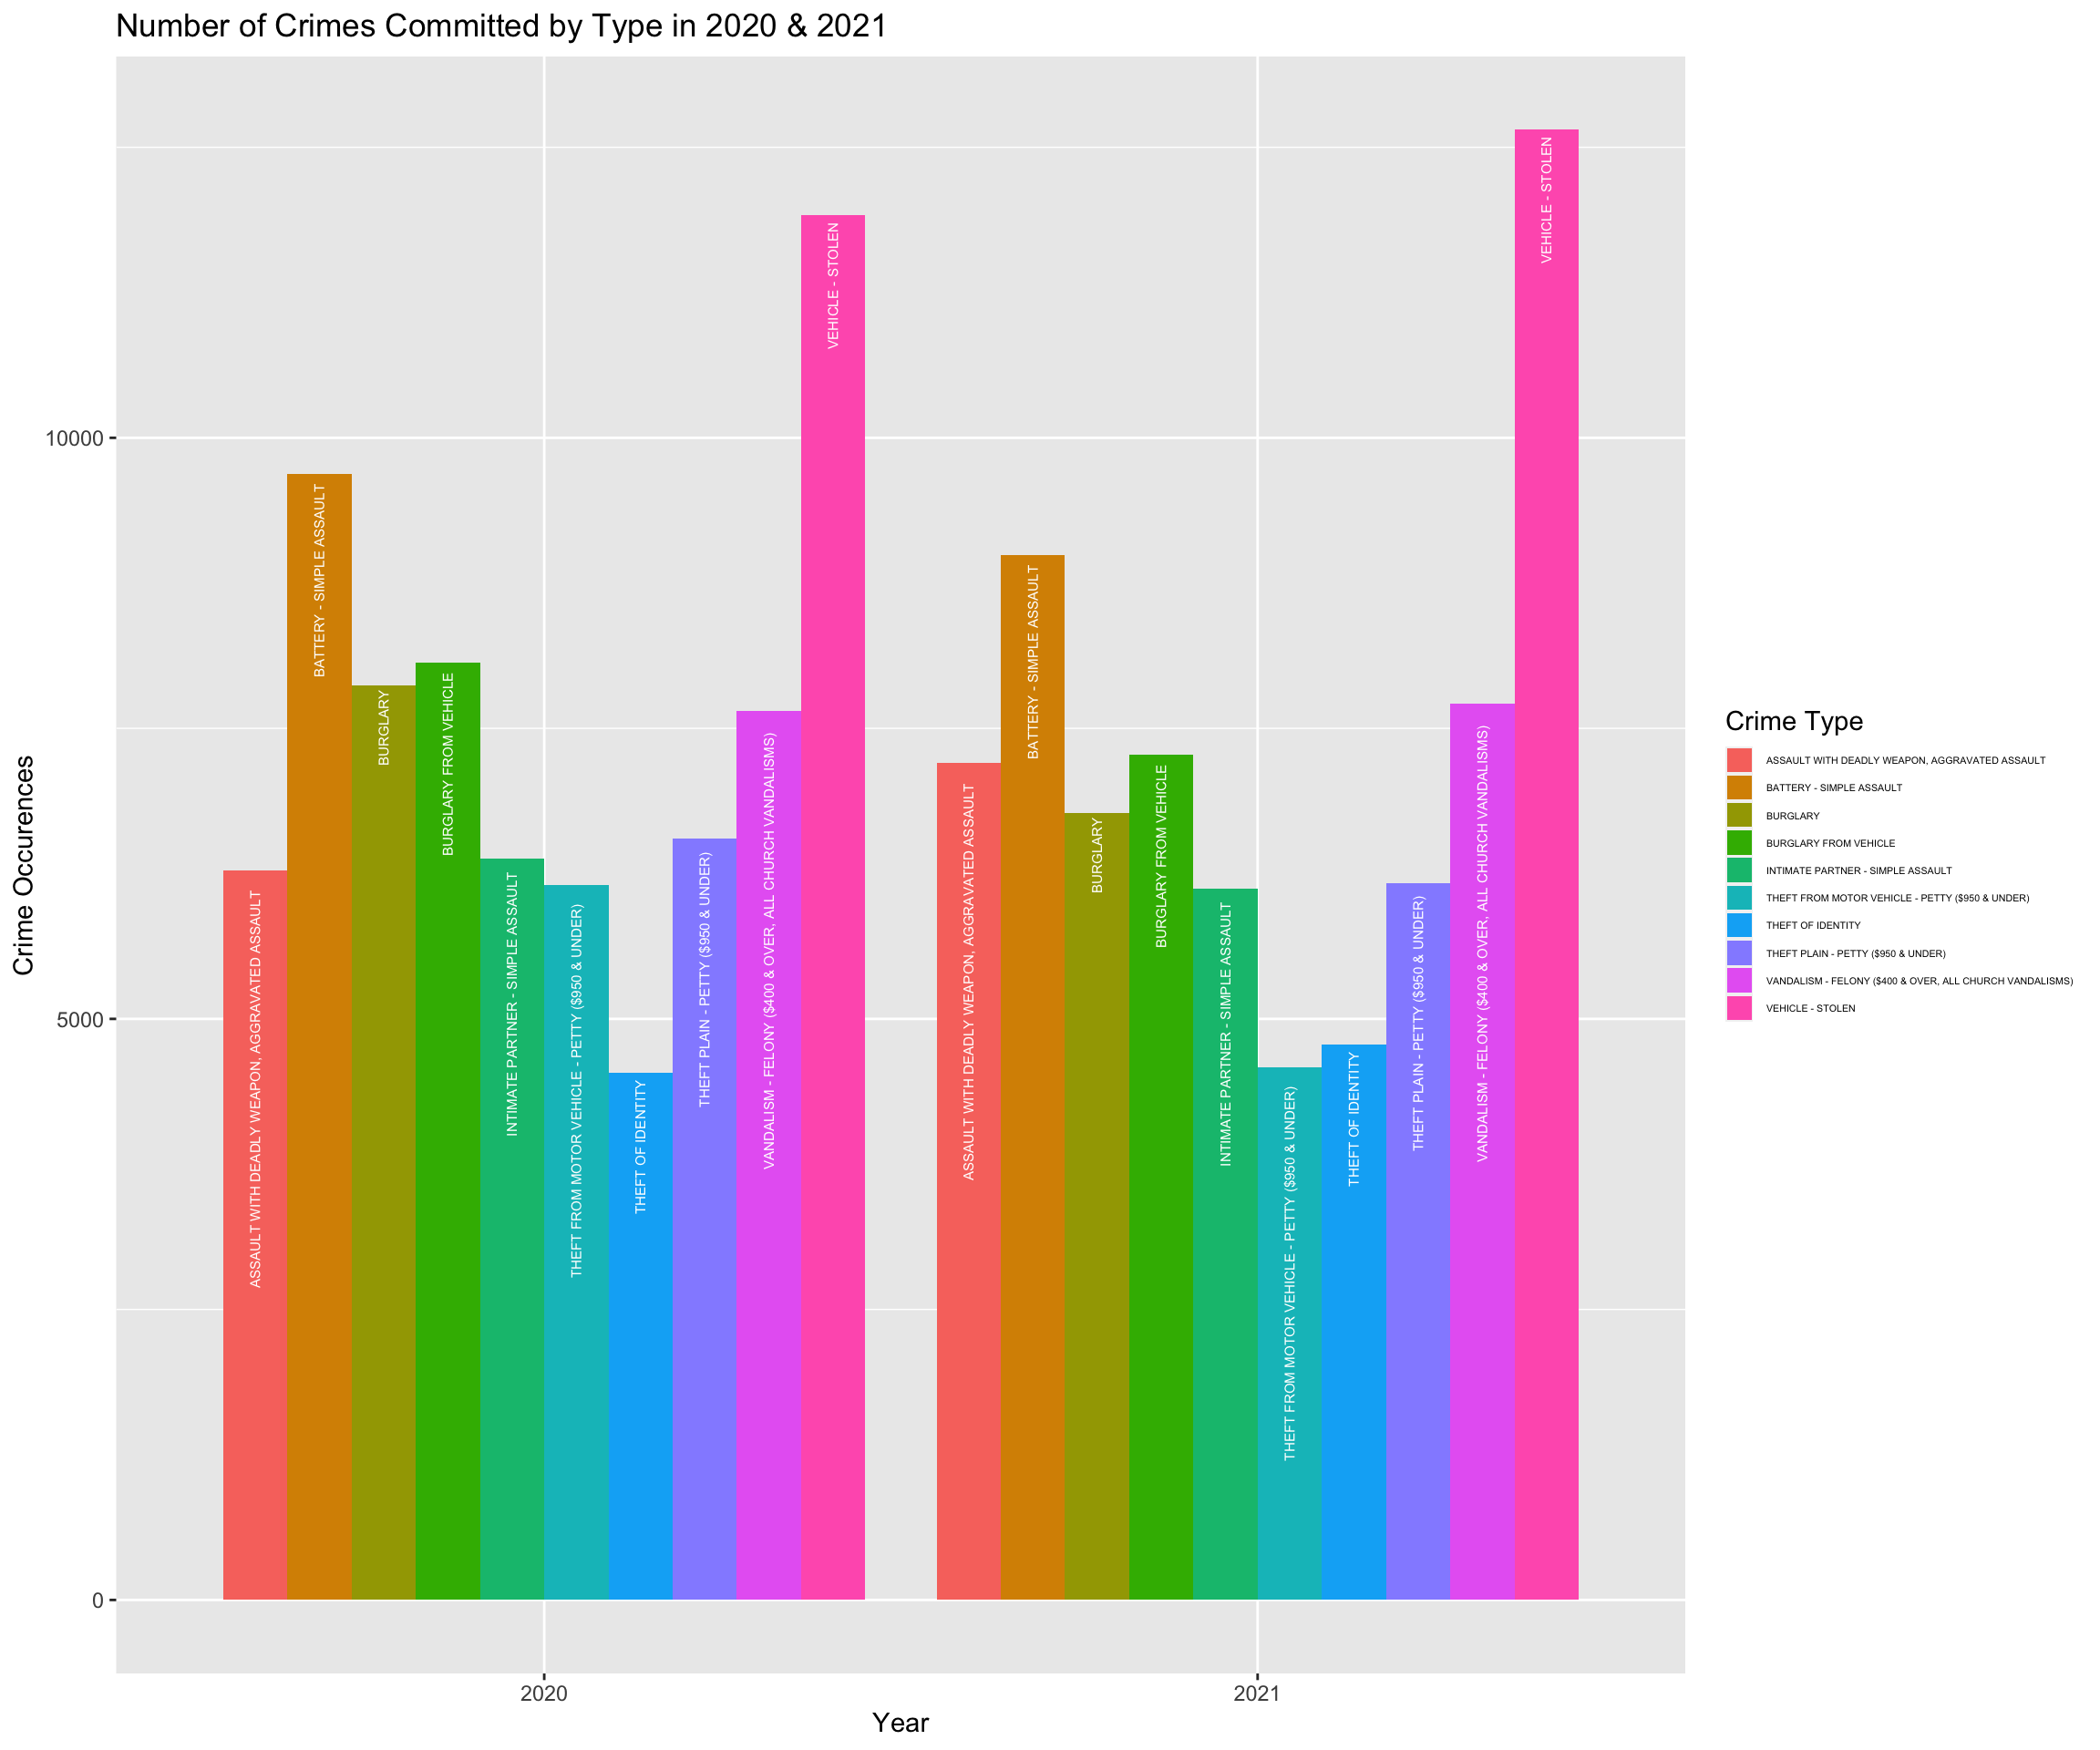 Number of Crimes Committed by Type in 2020 & 2021
Crime Occurences
10000
5000
0
ASSAULT WITH DEADLY WEAPON, AGGRAVATED ASSAULT
BATTERY - SIMPLE ASSAULT
BURGLARY
BURGLARY FROM VEHICLE
INTIMATE PARTNER - SIMPLE ASSAULT
THEFT FROM MOTOR VEHICLE - PETTY ($950 & UNDER)
THEFT OF IDENTITY
THEFT PLAIN - PETTY ($950 & UNDER)
VANDALISM - FELONY ($400 & OVER, ALL CHURCH VANDALISMS)
VEHICLE - STOLEN
ASSAULT WITH DEADLY WEAPON, AGGRAVATED ASSAULT
BATTERY - SIMPLE ASSAULT
BURGLARY
BURGLARY FROM VEHICLE
INTIMATE PARTNER - SIMPLE ASSAULT
THEFT FROM MOTOR VEHICLE - PETTY ($950 & UNDER)
THEFT OF IDENTITY
THEFT PLAIN - PETTY ($950 & UNDER)
VANDALISM - FELONY ($400 & OVER, ALL CHURCH VANDALISMS)
VEHICLE - STOLEN
2020
2021
Year
Crime Type
ASSAULT WITH DEADLY WEAPON, AGGRAVATED ASSAULT
BATTERY - SIMPLE ASSAULT
BURGLARY
BURGLARY FROM VEHICLE
INTIMATE PARTNER - SIMPLE ASSAULT
THEFT FROM MOTOR VEHICLE - PETTY ($950 & UNDER)
THEFT OF IDENTITY
THEFT PLAIN - PETTY ($950 & UNDER)
VANDALISM - FELONY ($400 & OVER, ALL CHURCH VANDALISMS)
VEHICLE - STOLEN